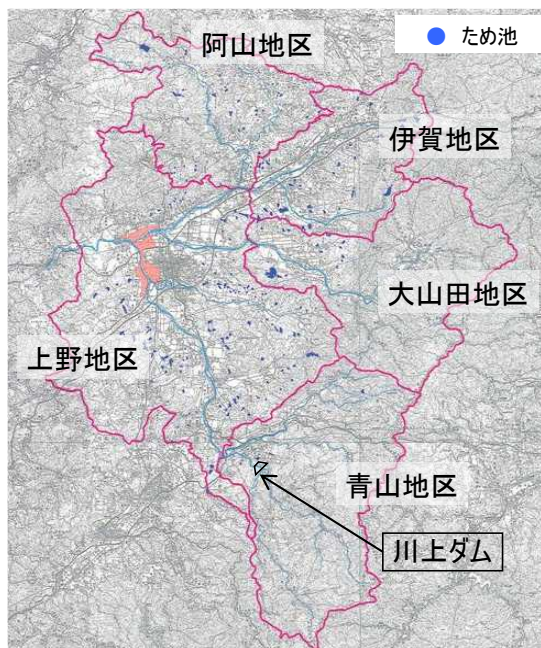 阿山地区
ため池
伊賀地区
大山田地区
上野地区
青山地区
川上ダム